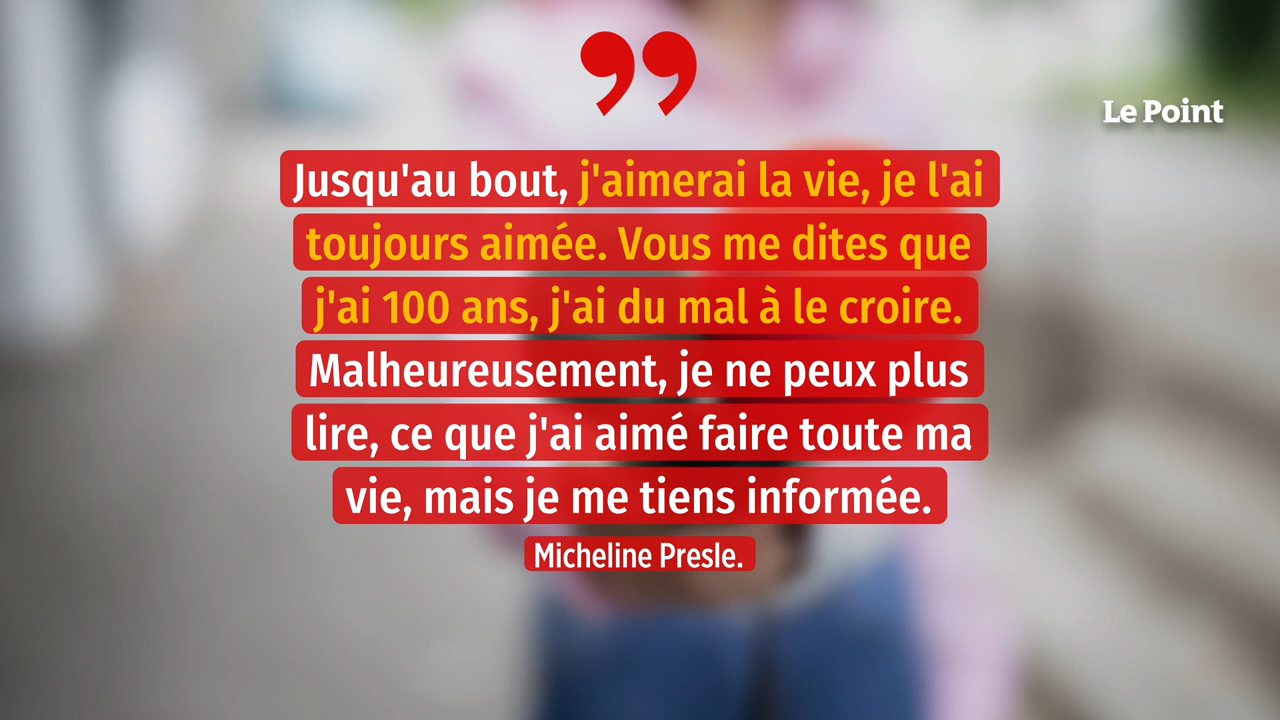 ”
Le Point
Jusqu'au bout, j'aimerai la vie, je l'ai
toujours aimée. Vous me dites que
j'ai 100 ans, j'ai du mal à le croire.
Malheureusement, je ne peux plus
lire, ce que j'ai aimé faire toute ma
vie, mais je me tiens informée.
Micheline Presle.